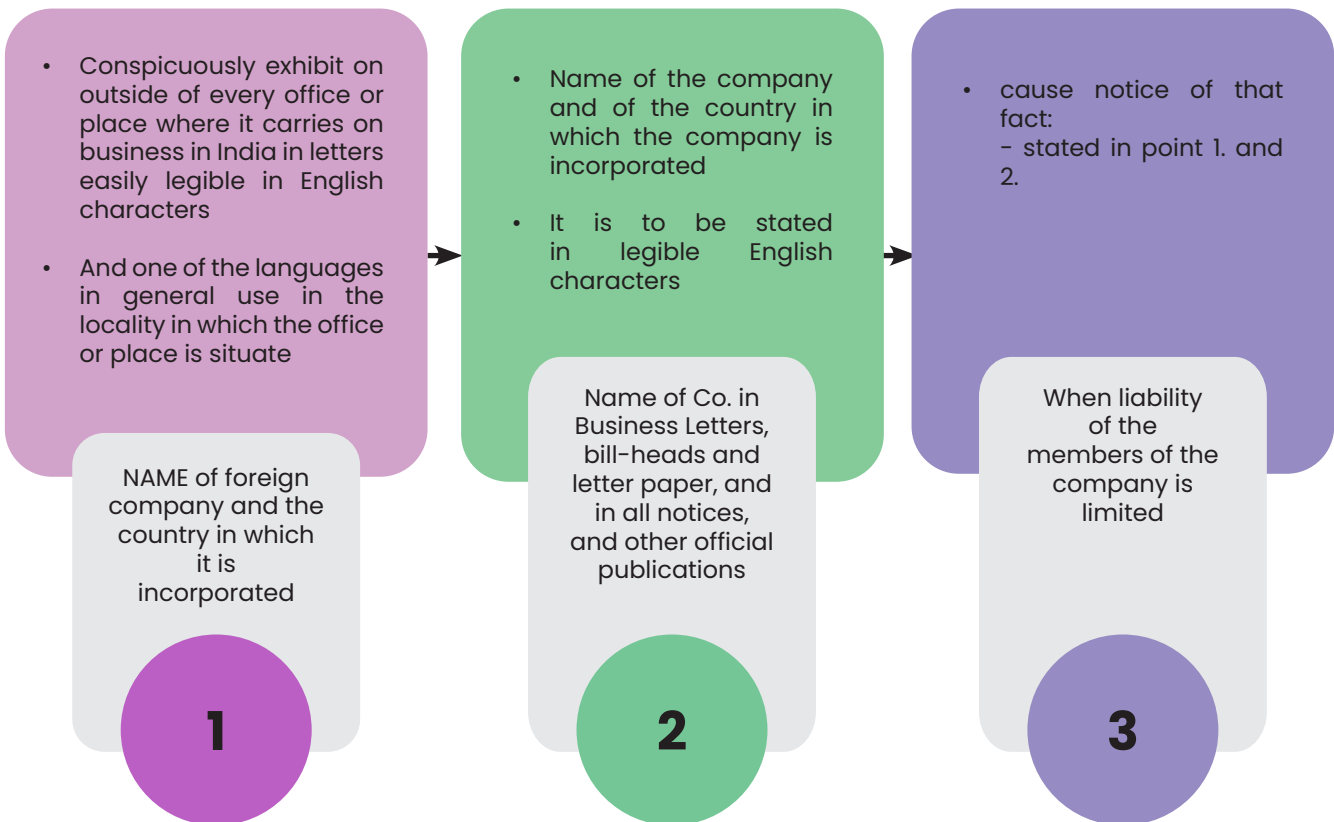 • Conspicuously exhibit on
outside of every office or
place where it carries on
business in India in letters
easily legible in English
characters
• And one of the languages
in general use in the
locality in which the office
or place is situate
NAME of foreign
company and the
country in which
it is
incorporated
1
• Name of the company
and of the country in
which the company is
incorporated
• It is to be stated
in legible English
characters
Name of Co. in
Business Letters,
bill-heads and
letter paper, and
in all notices,
and other official
publications
2
• cause notice of that
fact:
- stated in point 1. and
2.
When liability
of the
members of the
company is
limited
3